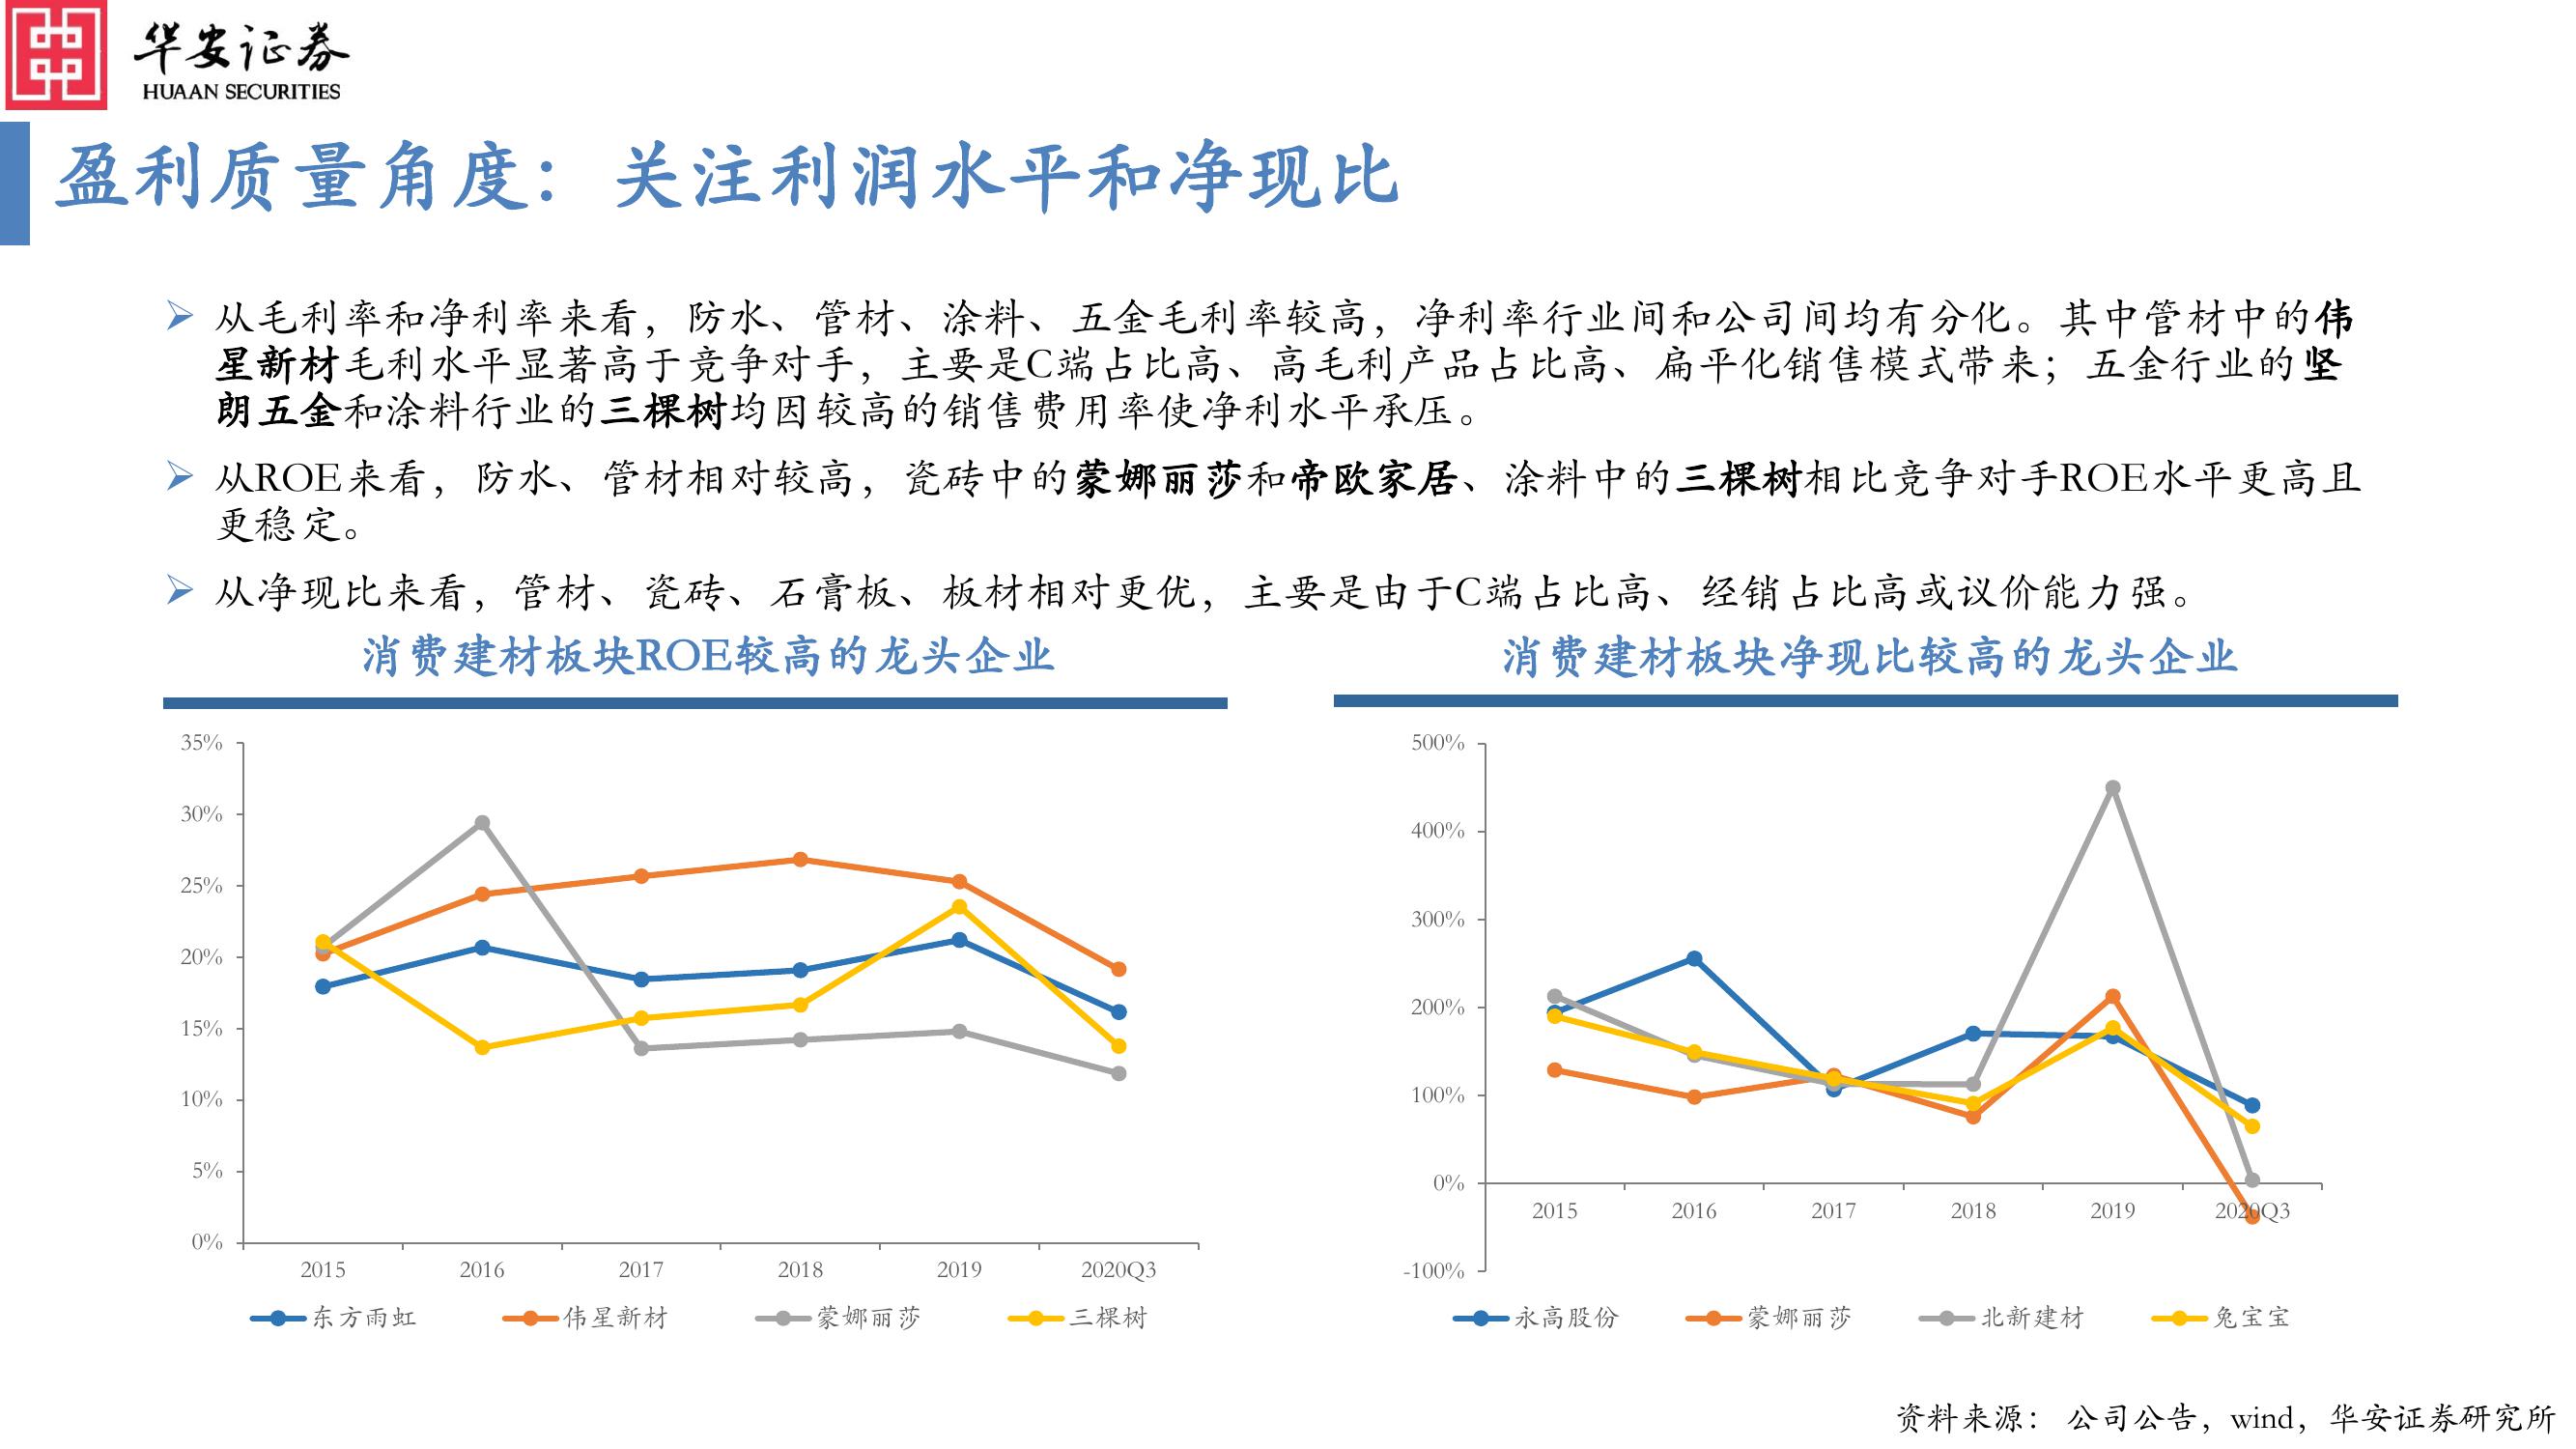 华安证券
HUAAN SECURITIES
盈利质量角度：关注利润水平和净现比
从毛利率和净利率来看，防水、管材、涂料、五金毛利率较高，净利率行业间和公司间均有分化。其中管材中的伟
星新材毛利水平显著高于竞争对手，主要是C端占比高、高毛利产品占比高、扁平化销售模式带来；五金行业的坚
朗五金和涂料行业的三棵树均因较高的销售费用率使净利水平承压。
从ROE来看，防水、管材相对较高，瓷砖中的蒙娜丽莎和帝欧家居、涂料中的三棵树相比竞争对手ROE水平更高且
更稳定。
从净现比来看，管材、瓷砖、石膏板、板材相对更优，主要是由于C端占比高、经销占比高或议价能力强。
消费建材板块ROE较高的龙头企业
35%
30%
25%
20%
15%
10%
5%
0%
2015 2016 2017 2018 2019 2020Q3
东方雨虹 伟星新材 蒙娜丽莎 三棵树
消费建材板块净现比较高的龙头企业
500%
400%
300%
200%
100%
0%
-100%
2015 2016 2017 2018 2019 2020Q3
永高股份 蒙娜丽莎 北新建材 兔宝宝
资料来源： 公司公告，wind，华安证券研究所